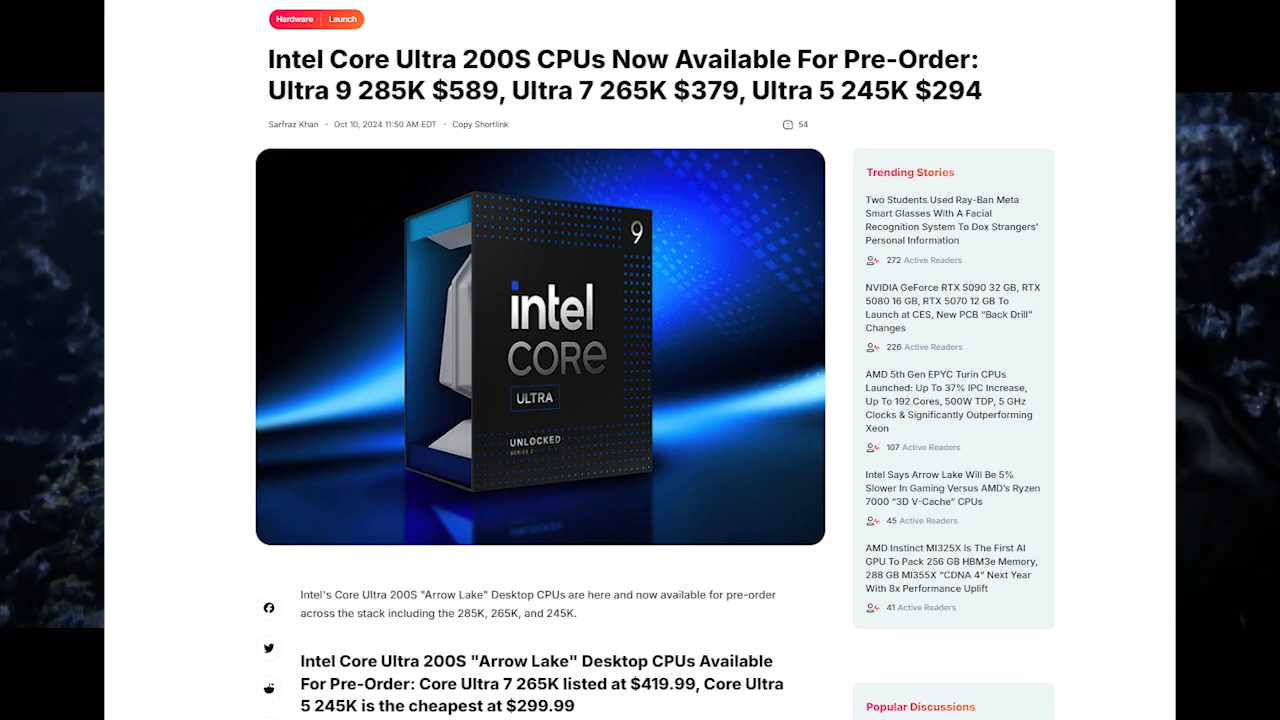 Hardware Launch
Intel Core Ultra 200S CPUs Now Available For Pre-Order:
Ultra 9 285K $589, Ultra 7 265K $379, Ultra 5 245K $294
Sarfraz Khan • Oct 10, 2024 11:50 AM EDT • Copy Shortlink
54
9
intel
CORE
ULTRA
UNLOCKED
SERIES 2
Trending Stories
Two Students Used Ray-Ban Meta
Smart Glasses With A Facial
Recognition System To Dox Strangers’
Personal Information
272 Active Readers
NVIDIA GeForce RTX 5090 32 GB, RTX
5080 16 GB, RTX 5070 12 GB To
Launch at CES, New PCB “Back Drill”
Changes
226 Active Readers
AMD 5th Gen EPYC Turin CPUs
Launched: Up To 37% IPC Increase,
Up To 192 Cores, 500W TDP, 5 GHz
Clocks & Significantly Outperforming
Xeon
107 Active Readers
Intel Says Arrow Lake Will Be 5%
Slower In Gaming Versus AMD’s Ryzen
7000 “3D V-Cache” CPUs
45 Active Readers
AMD Instinct MI325X Is The First AI
GPU To Pack 256 GB HBM3e Memory,
288 GB MI355X “CDNA 4” Next Year
With 8x Performance Uplift
41 Active Readers
Intel's Core Ultra 200S "Arrow Lake" Desktop CPUs are here and now available for pre-order
across the stack including the 285K, 265K, and 245K.
Intel Core Ultra 200S "Arrow Lake" Desktop CPUs Available
For Pre-Order: Core Ultra 7 265K listed at $419.99, Core Ultra
5 245K is the cheapest at $299.99
Popular Discussions